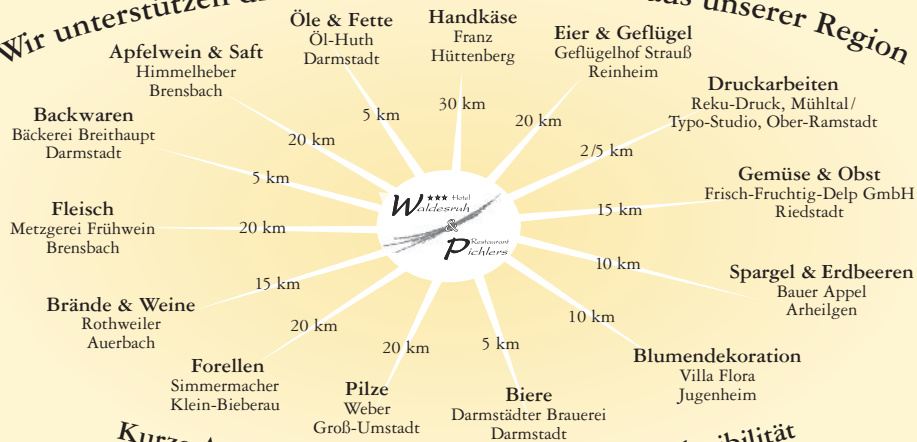 Wir unterstützen
aus unserer Region
Öle & Fette
Öl-Huth
Darmstadt
5 km
Handkäse
Franz
Hüttenberg
30 km
Eier & Geflügel
Geflügelhof Strauß
Reinheim
20 km
Druckarbeiten
Reku-Druck, Mühltal/
Typo-Studio, Ober-Ramstadt
2/5 km
Gemüse & Obst
Frisch-Fruchtig-Delp GmbH
Riedstadt
15 km
Spargel & Erdbeeren
Bauer Appel
Arheilgen
10 km
Blumendekoration
Villa Flora
Jugenheim
10 km
Biere
Darmstädter Brauerei
Darmstadt
5 km
Pilze
Weber
Groß-Umstadt
20 km
Forellen
Simmermacher
Klein-Bieberau
20 km
Brände & Weine
Rothweiler
Auerbach
15 km
Fleisch
Metzgerei Frühwein
Brensbach
20 km
Backwaren
Bäckerei Breithaupt
Darmstadt
5 km
Apfelwein & Saft
Himmelheber
Brensbach
20 km
★★★ Hotel
Waldesruh
&
Restaurant
Pichlers
Kurze